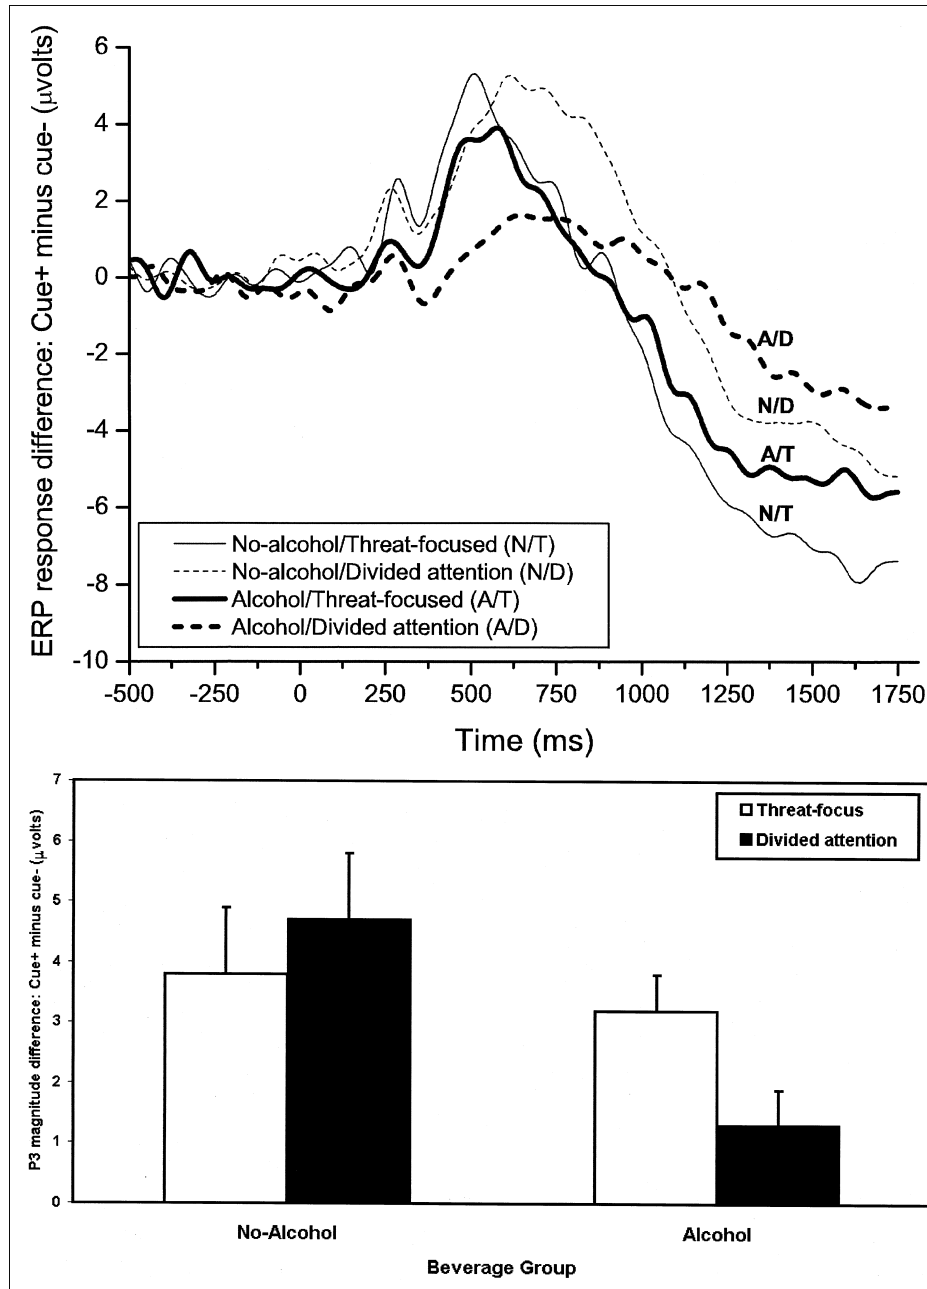 ERP response difference: Cue+ minus cue- (μvolts)
6
4
2
0
-2
-4
-6
-8
-10
A/D
N/D
A/T
N/T
No-alcohol/Threat-focused (N/T)
No-alcohol/Divided attention (N/D)
Alcohol/Threat-focused (A/T)
Alcohol/Divided attention (A/D)
-500 -250 0 250 500 750 1000 1250 1500 1750
Time (ms)
P3 magnitude difference: Cue+ minus cue- (μvolts)
7
6
5
4
3
2
1
0
Threat-focus
Divided attention
No-Alcohol Alcohol
Beverage Group